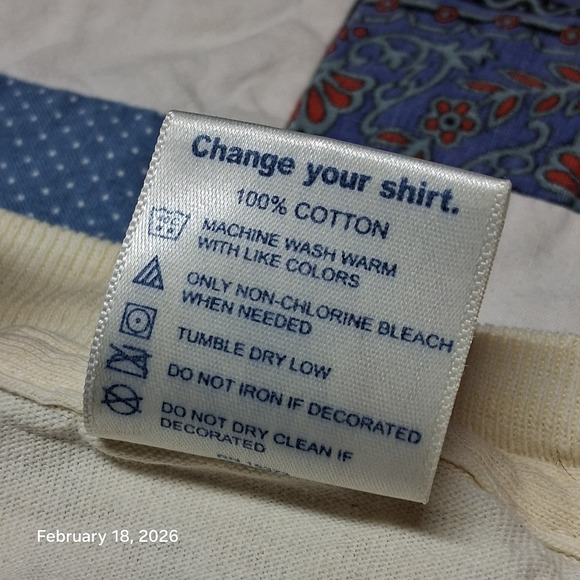 Change your shirt.
100% COTTON
MACHINE WASH WARM
WITH LIKE COLORS
ONLY NON-CHLORINE BLEACH
WHEN NEEDED
TUMBLE DRY LOW
DO NOT IRON IF DECORATED
DO NOT DRY CLEAN IF
DECORATED
February 18, 2026